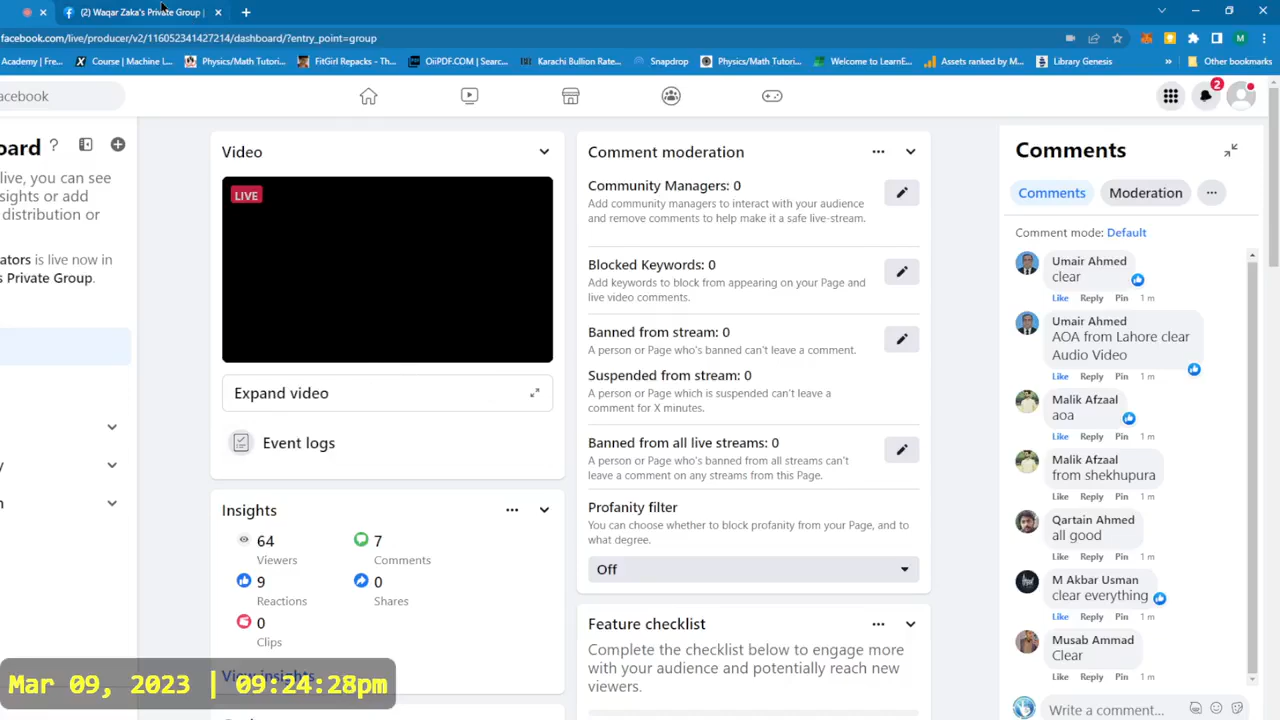 (2) Waqar Zaka's Private Group |
facebook.com/live/producer/v2/116052341427214/dashboard/?entry_point=group
Academy | Fre... Course | Machine L... Physics/Math Tutori... FitGirl Repacks - Th... OiiPDF.COM | Searc... Karachi Bullion Rate... Snapdrop Physics/Math Tutori... Welcome to LearnE... Assets ranked by M... Library Genesis » Other bookmarks
acebook
2
oard ?
live, you can see
sights or add
distribution or
ators is live now in
s Private Group.
Video
LIVE
Expand video
Event logs
Insights
64
Viewers
7
Comments
9
Reactions
0
Shares
0
Clips
View insights
Comment moderation
Community Managers: 0
Add community managers to interact with your audience
and remove comments to help make it a safe live-stream.
Blocked Keywords: 0
Add keywords to block from appearing on your Page and
live video comments.
Banned from stream: 0
A person or Page who's banned can't leave a comment.
Suspended from stream: 0
A person or Page which is suspended can't leave a
comment for X minutes.
Banned from all live streams: 0
A person or Page who's banned from all streams can't
leave a comment on any streams from this Page.
Profanity filter
You can choose whether to block profanity from your Page, and to
what degree.
Off
Feature checklist
Complete the checklist below to engage more
with your audience and potentially reach new
viewers.
Comments
Comments Moderation
Comment mode: Default
Umair Ahmed
clear
Like Reply Pin 1 m
Umair Ahmed
AOA from Lahore clear
Audio Video
Like Reply Pin 1 m
Malik Afzaal
aoa
Like Reply Pin 1 m
Malik Afzaal
from shekhupura
Like Reply Pin 1 m
Qartain Ahmed
all good
Like Reply Pin 1 m
M Akbar Usman
clear everything
Like Reply Pin 1 m
Musab Ammad
Clear
Like Reply Pin 1 m
Write a comment...
Mar 09, 2023 | 09:24:28pm